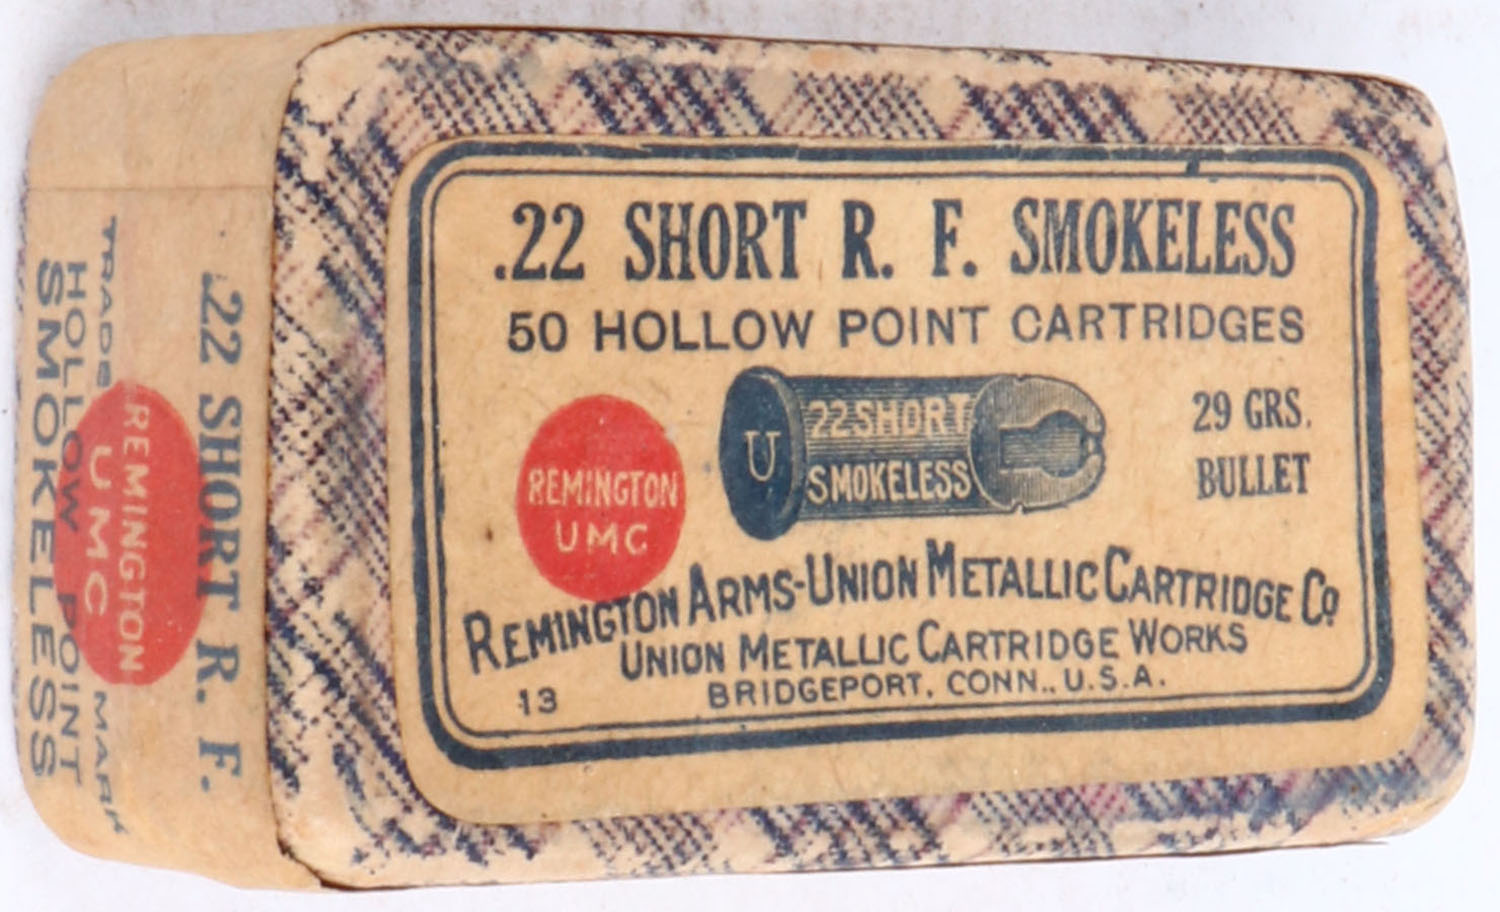 .22 SHORT R. F. SMOKELESS
50 HOLLOW POINT CARTRIDGES
29 GRS.
BULLET
U
22 SHORT
SMOKELESS
REMINGTON
UMC
REMINGTON ARMS-UNION METALLIC CARTRIDGE Co.
UNION METALLIC CARTRIDGE WORKS
BRIDGEPORT, CONN., U.S.A.
13
.22 SHORT R. F.
REMINGTON
UMC
TRADE MARK
HOLLOW POINT
SMOKELESS